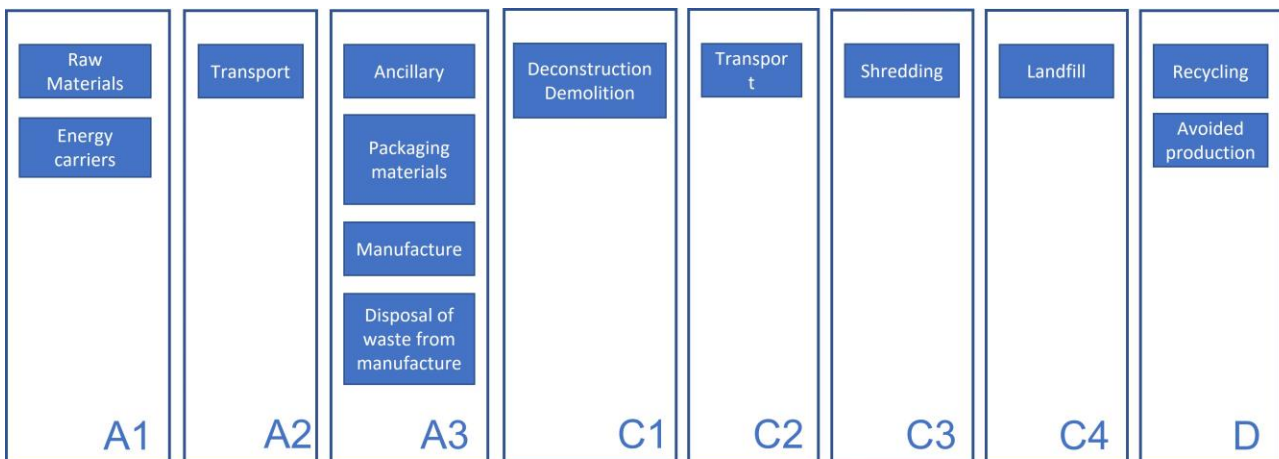 Raw
Materials
Energy
carriers
A1
Transport
A2
Ancillary
Packaging
materials
Manufacture
Disposal of
waste from
manufacture
A3
Deconstruction
Demolition
C1
Transpor
t
C2
Shredding
C3
Landfill
C4
Recycling
Avoided
production
D